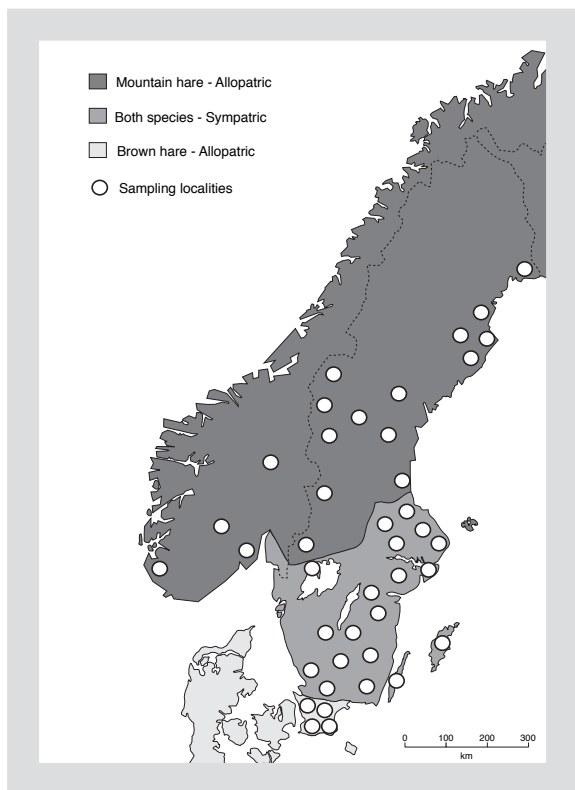 Mountain hare - Allopatric
Both species - Sympatric
Brown hare - Allopatric
Sampling localities
0 100 200 300
km